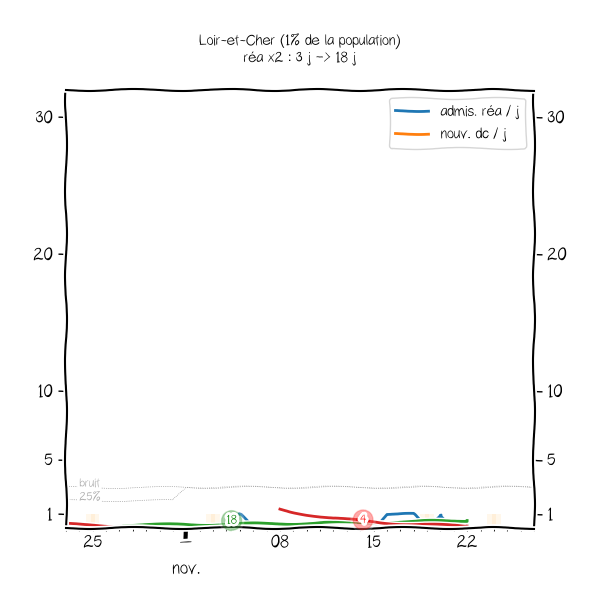 Loir-et-Cher (1% de la population)
réa x2 : 3 j -> 18 j
admis. réa / j
nouv. dc / j
30 30
20 20
10 10
5 5
bruit
25%
1 18 4 1
25 1 08 15 22
nov.